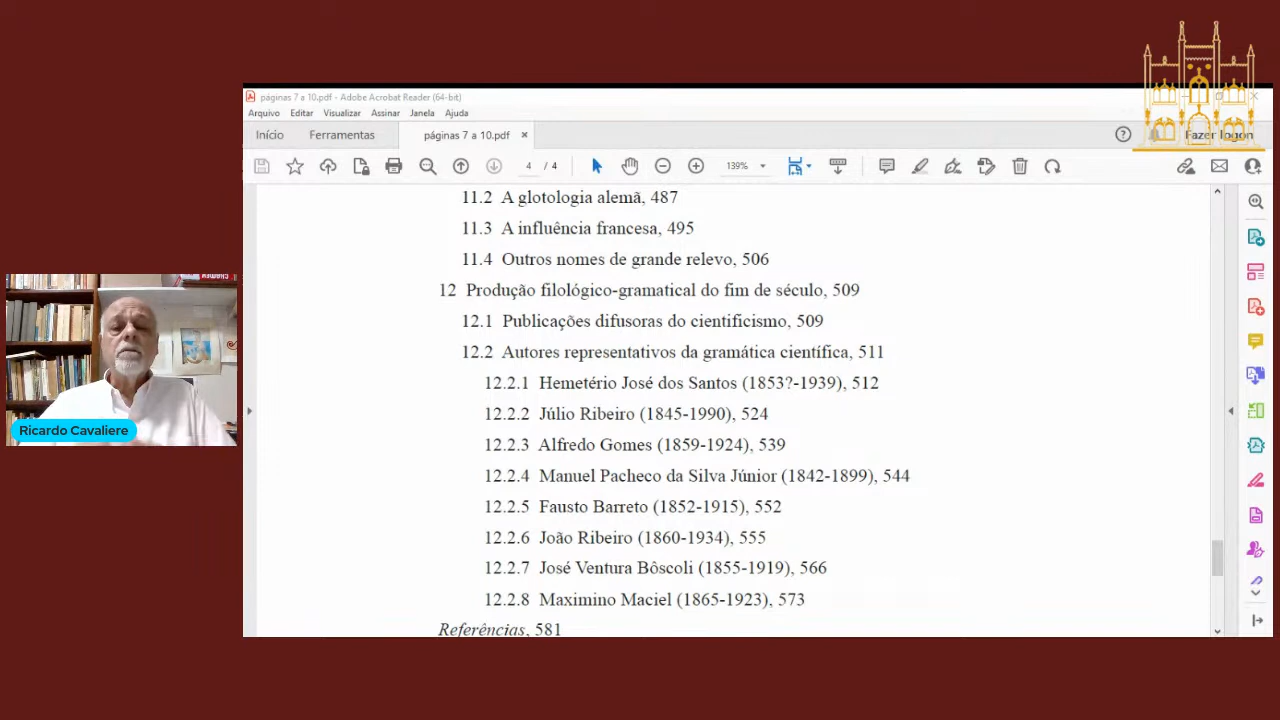 páginas 7 a 10.pdf - Adobe Acrobat Reader (64-bit)
Arquivo Editar Visualizar Assinar Janela Ajuda
Início Ferramentas páginas 7 a 10.pdf × Fazer logon
4 / 4 139%
11.2 A glotologia alemã, 487
11.3 A influência francesa, 495
11.4 Outros nomes de grande relevo, 506
12 Produção filológico-gramatical do fim de século, 509
12.1 Publicações difusoras do cientificismo, 509
12.2 Autores representativos da gramática científica, 511
12.2.1 Hemetério José dos Santos (1853?-1939), 512
12.2.2 Júlio Ribeiro (1845-1990), 524
12.2.3 Alfredo Gomes (1859-1924), 539
12.2.4 Manuel Pacheco da Silva Júnior (1842-1899), 544
12.2.5 Fausto Barreto (1852-1915), 552
12.2.6 João Ribeiro (1860-1934), 555
12.2.7 José Ventura Bôscoli (1855-1919), 566
12.2.8 Maximino Maciel (1865-1923), 573
Referências, 581
Ricardo Cavaliere